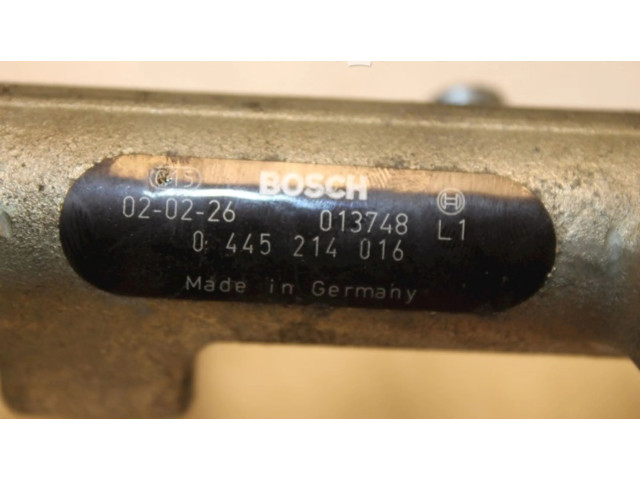 BOSCH
02-02-26 013748 L1
0 445 214 016
Made in Germany